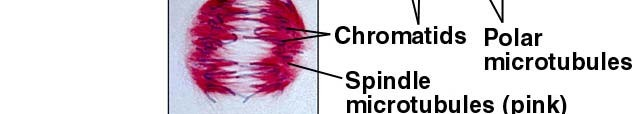 Chromatids
Polar
microtubules
Spindle
microtubules (pink)